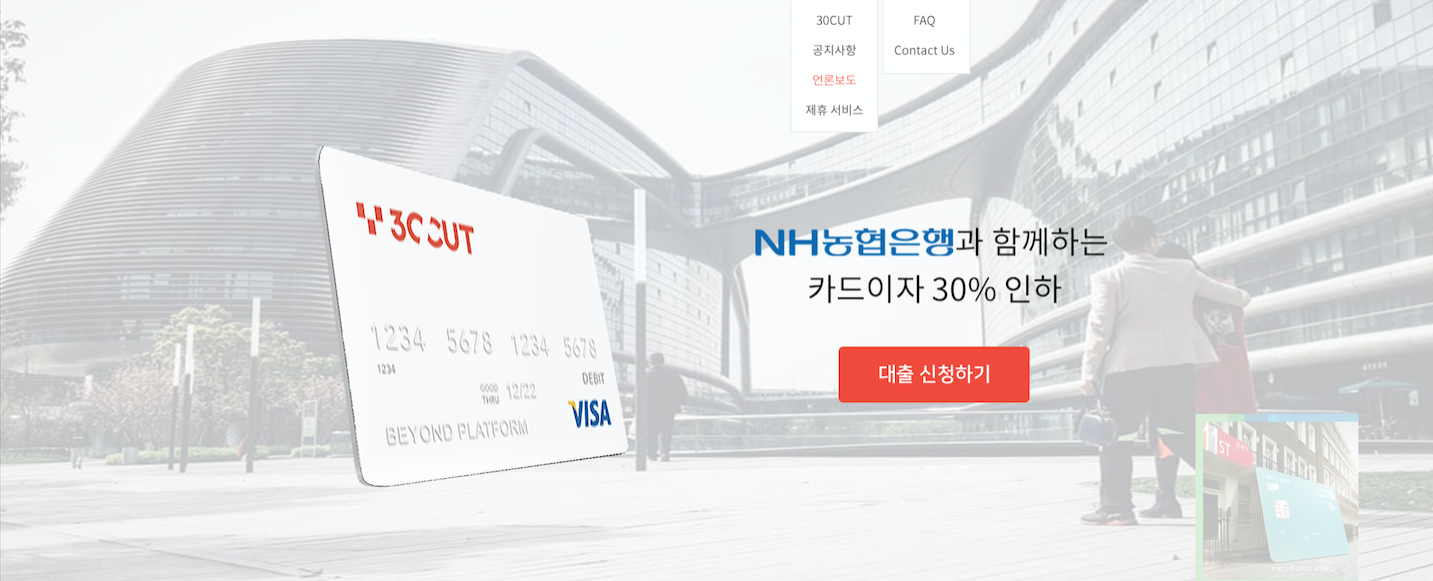 30CUT
공지사항
언론보도
제휴 서비스
FAQ
Contact Us
30CUT
1234 5678 1234 5678
1234
GOOD THRU 12/22
DEBIT
BEYOND PLATFORM
VISA
NH농협은행과 함께하는
카드이자 30% 인하
대출 신청하기
11ST